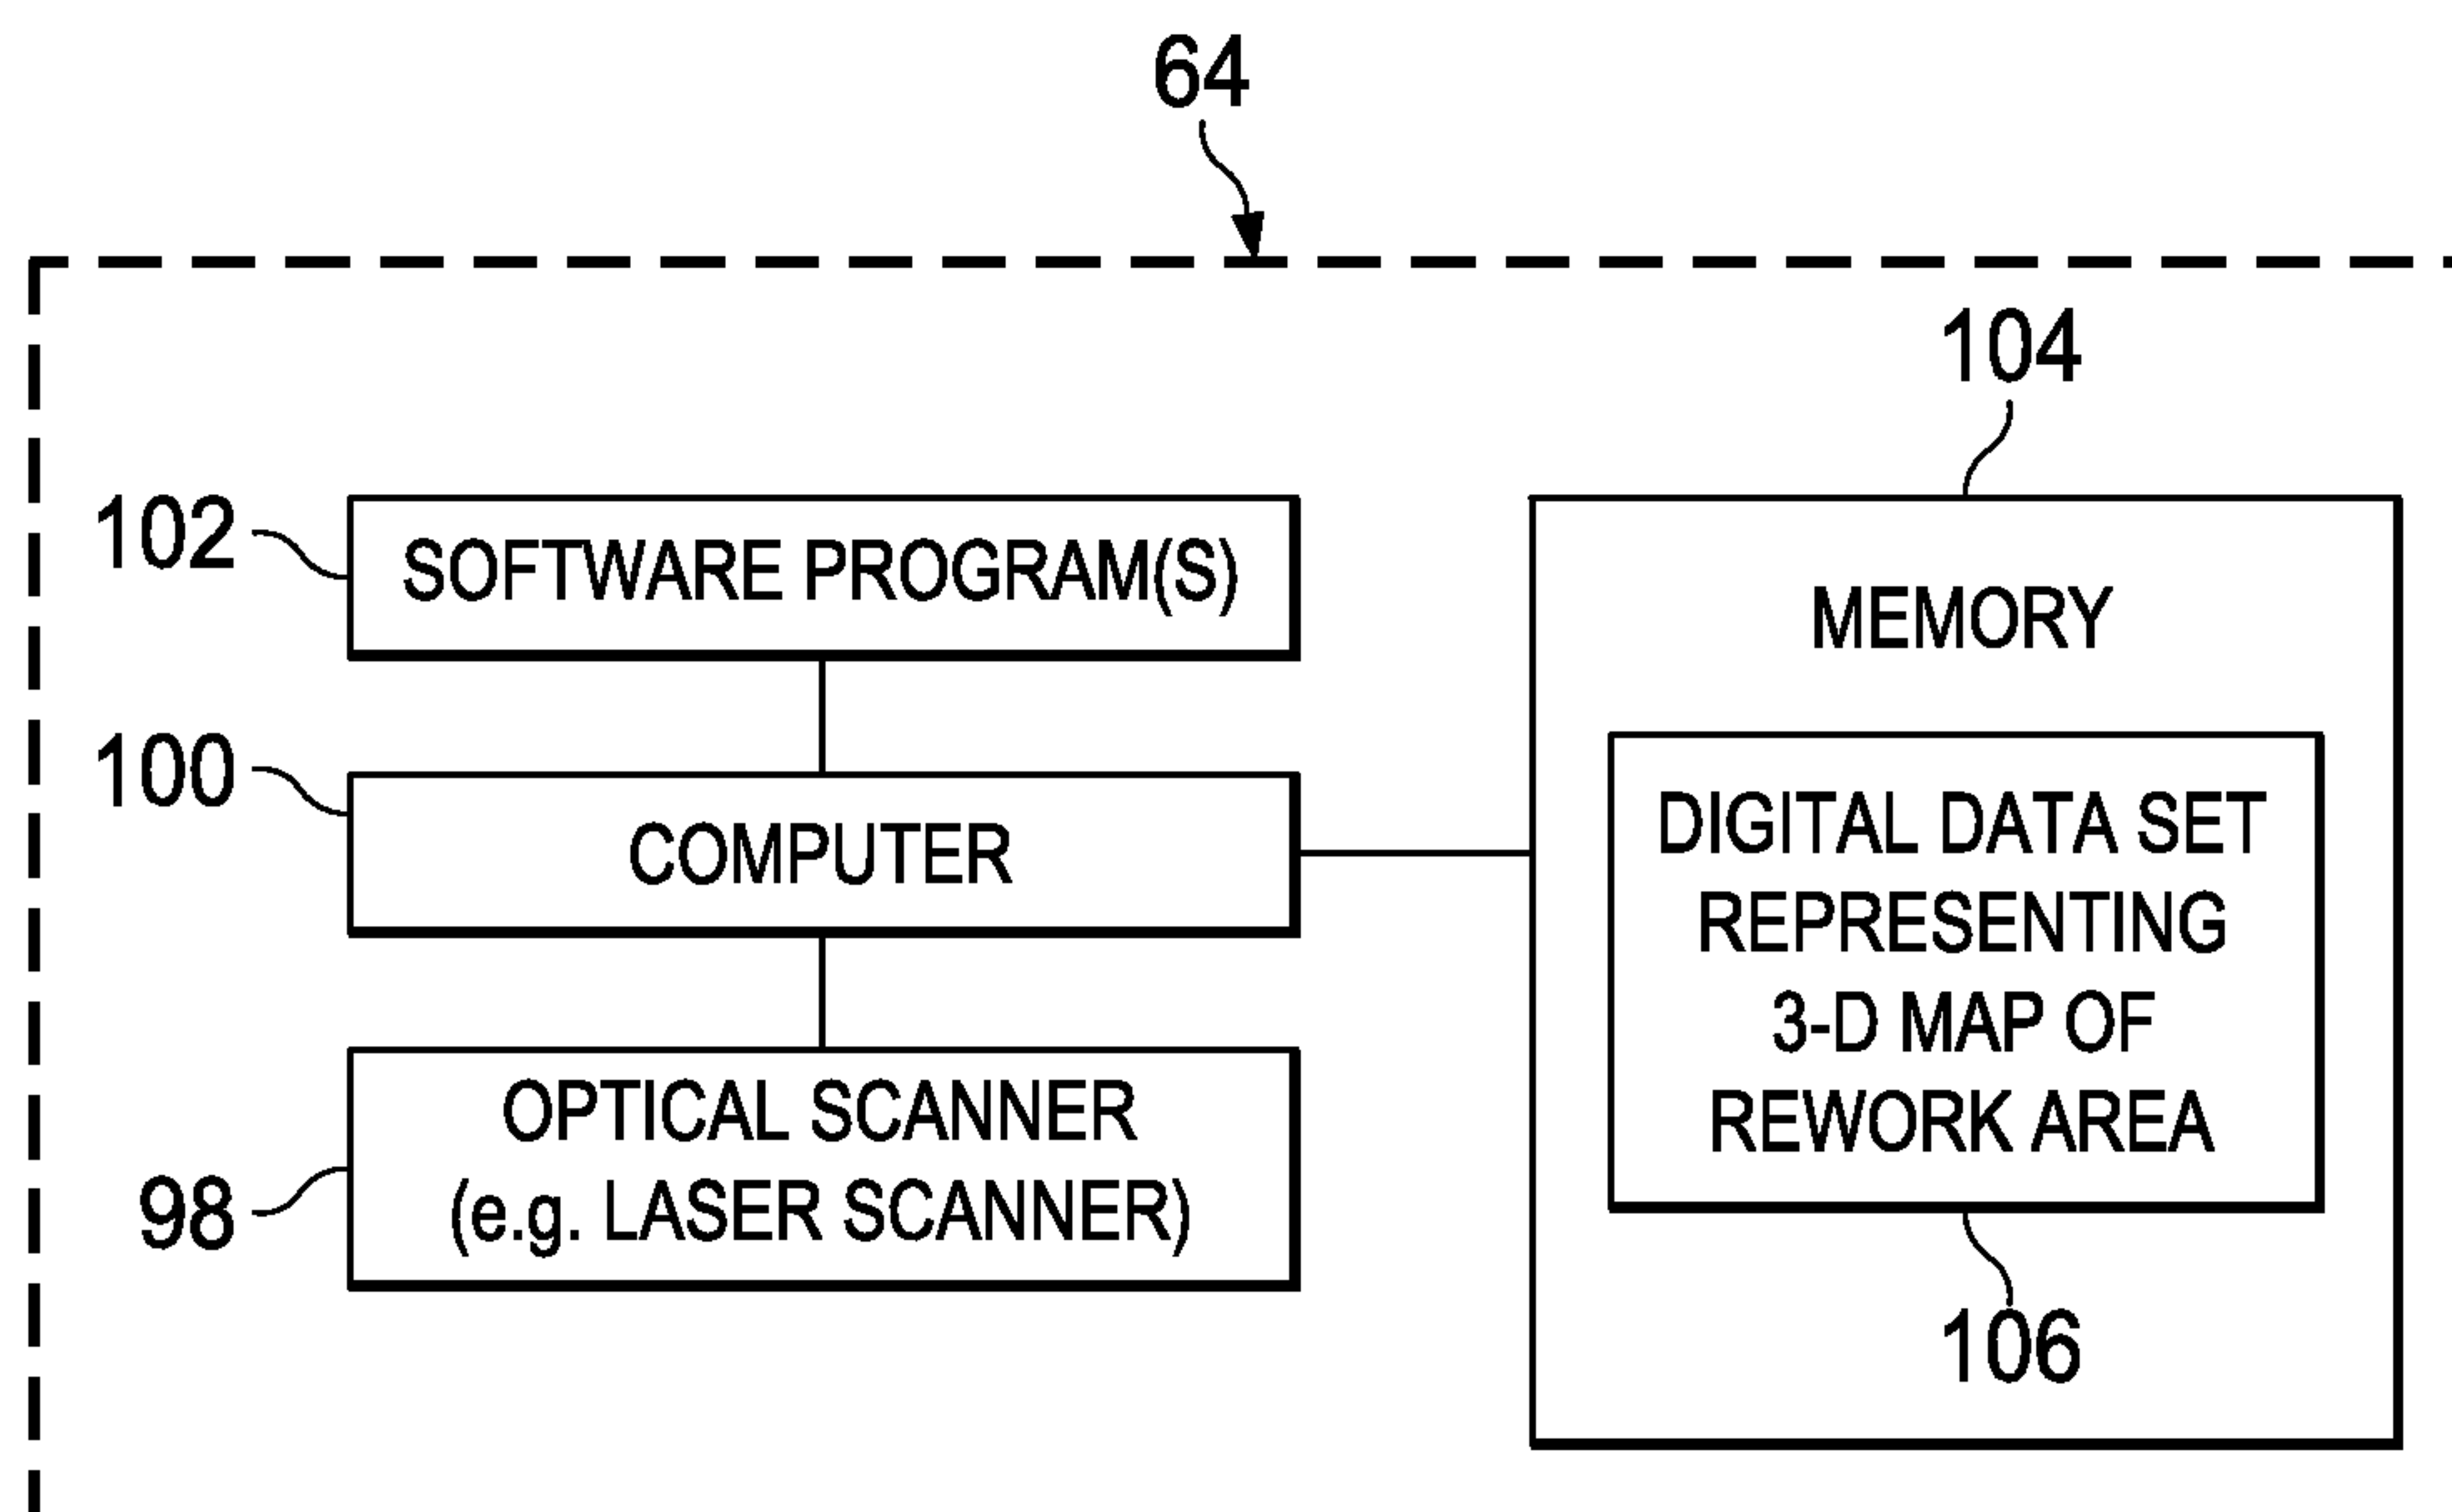 64
104
102
SOFTWARE PROGRAM(S)
MEMORY
100
COMPUTER
DIGITAL DATA SET
REPRESENTING
3-D MAP OF
REWORK AREA
OPTICAL SCANNER
(e.g. LASER SCANNER)
98
106